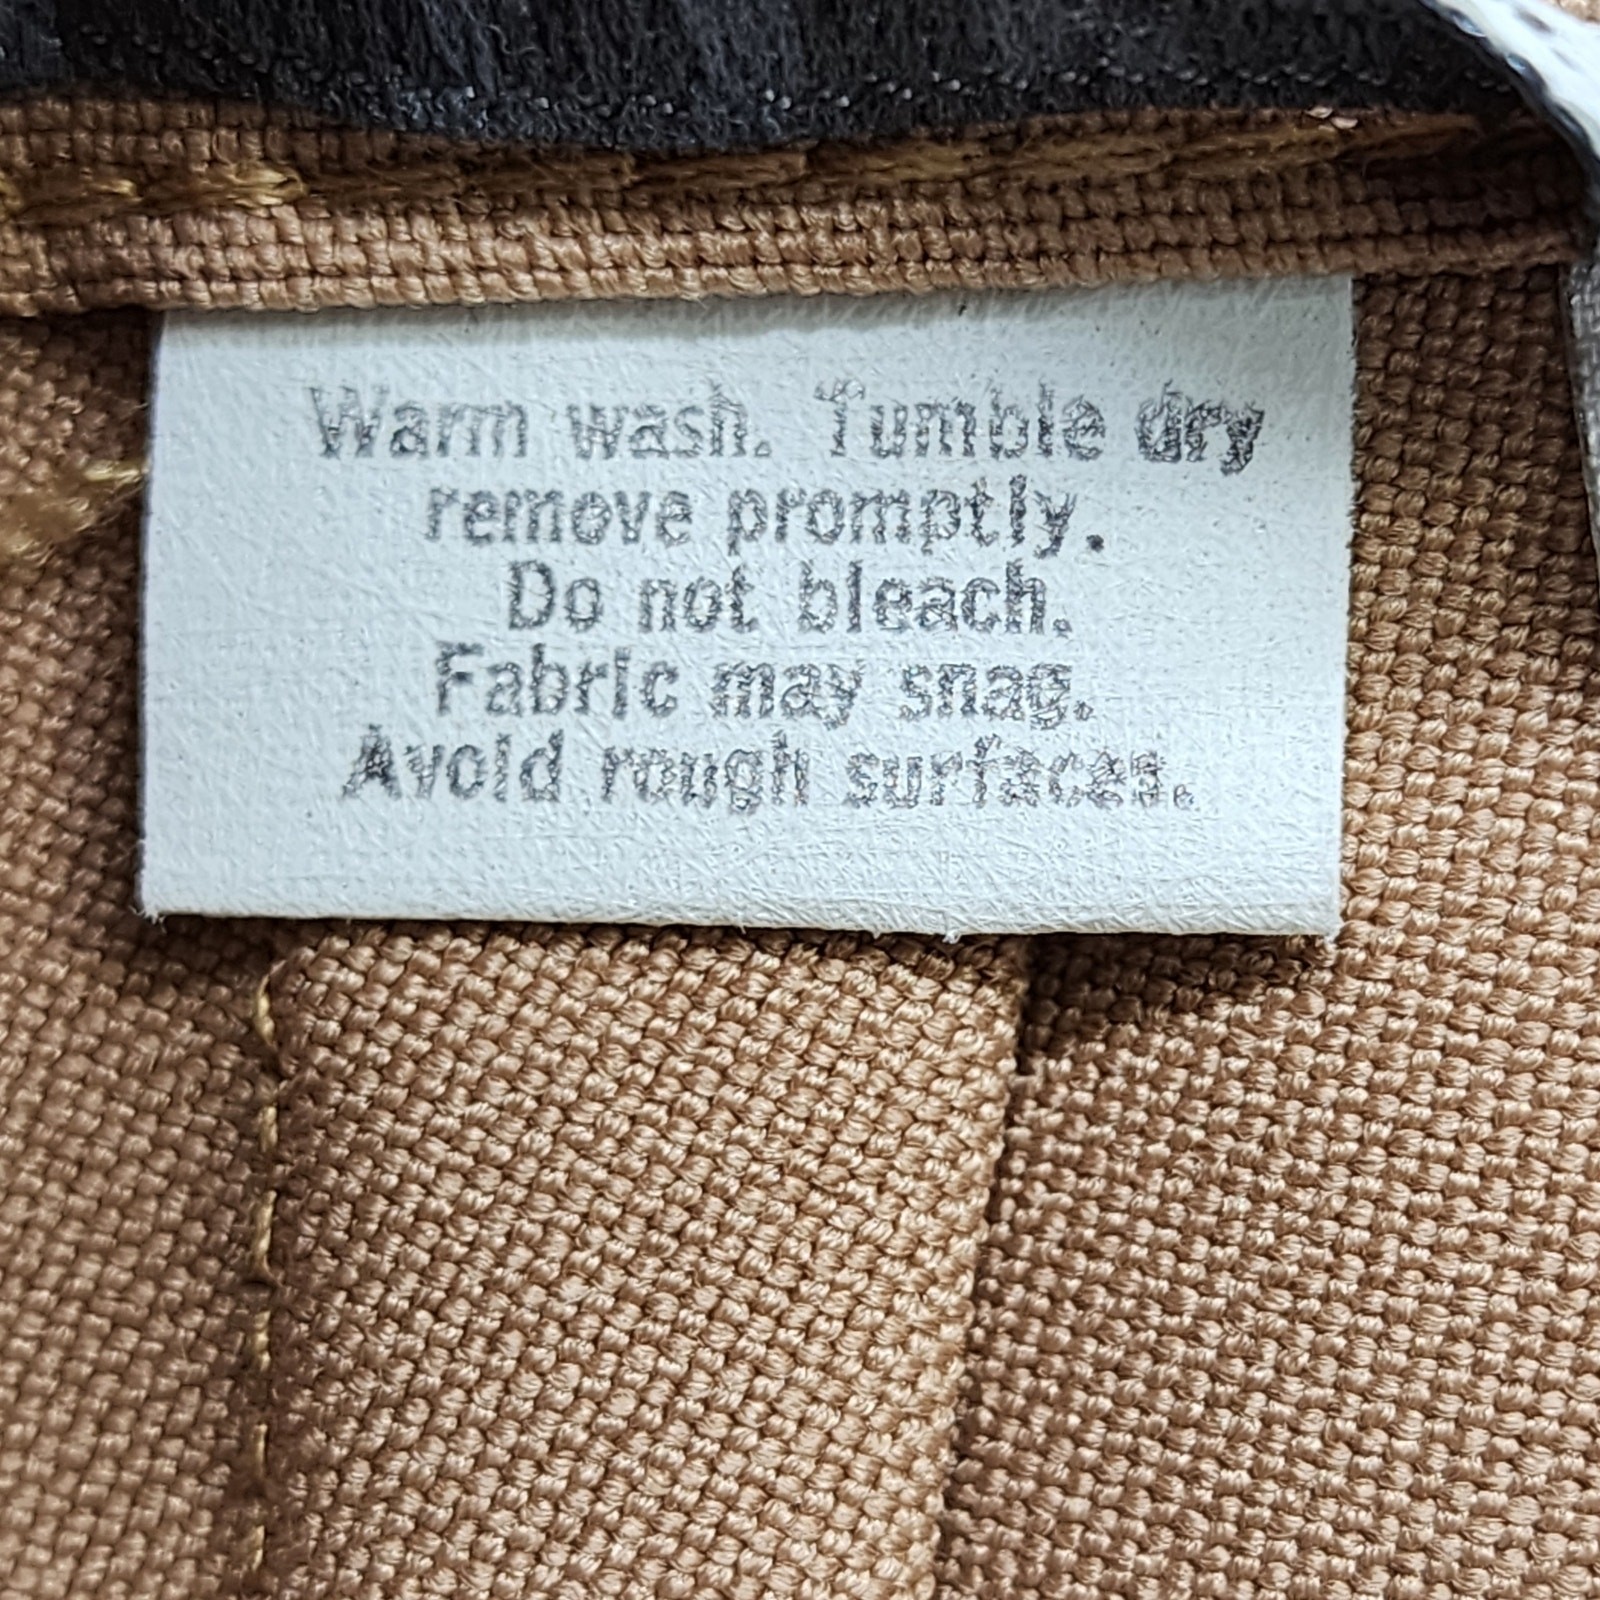 Warm wash. Tumble dry
remove promptly.
Do not bleach.
Fabric may snag.
Avoid rough surfaces.